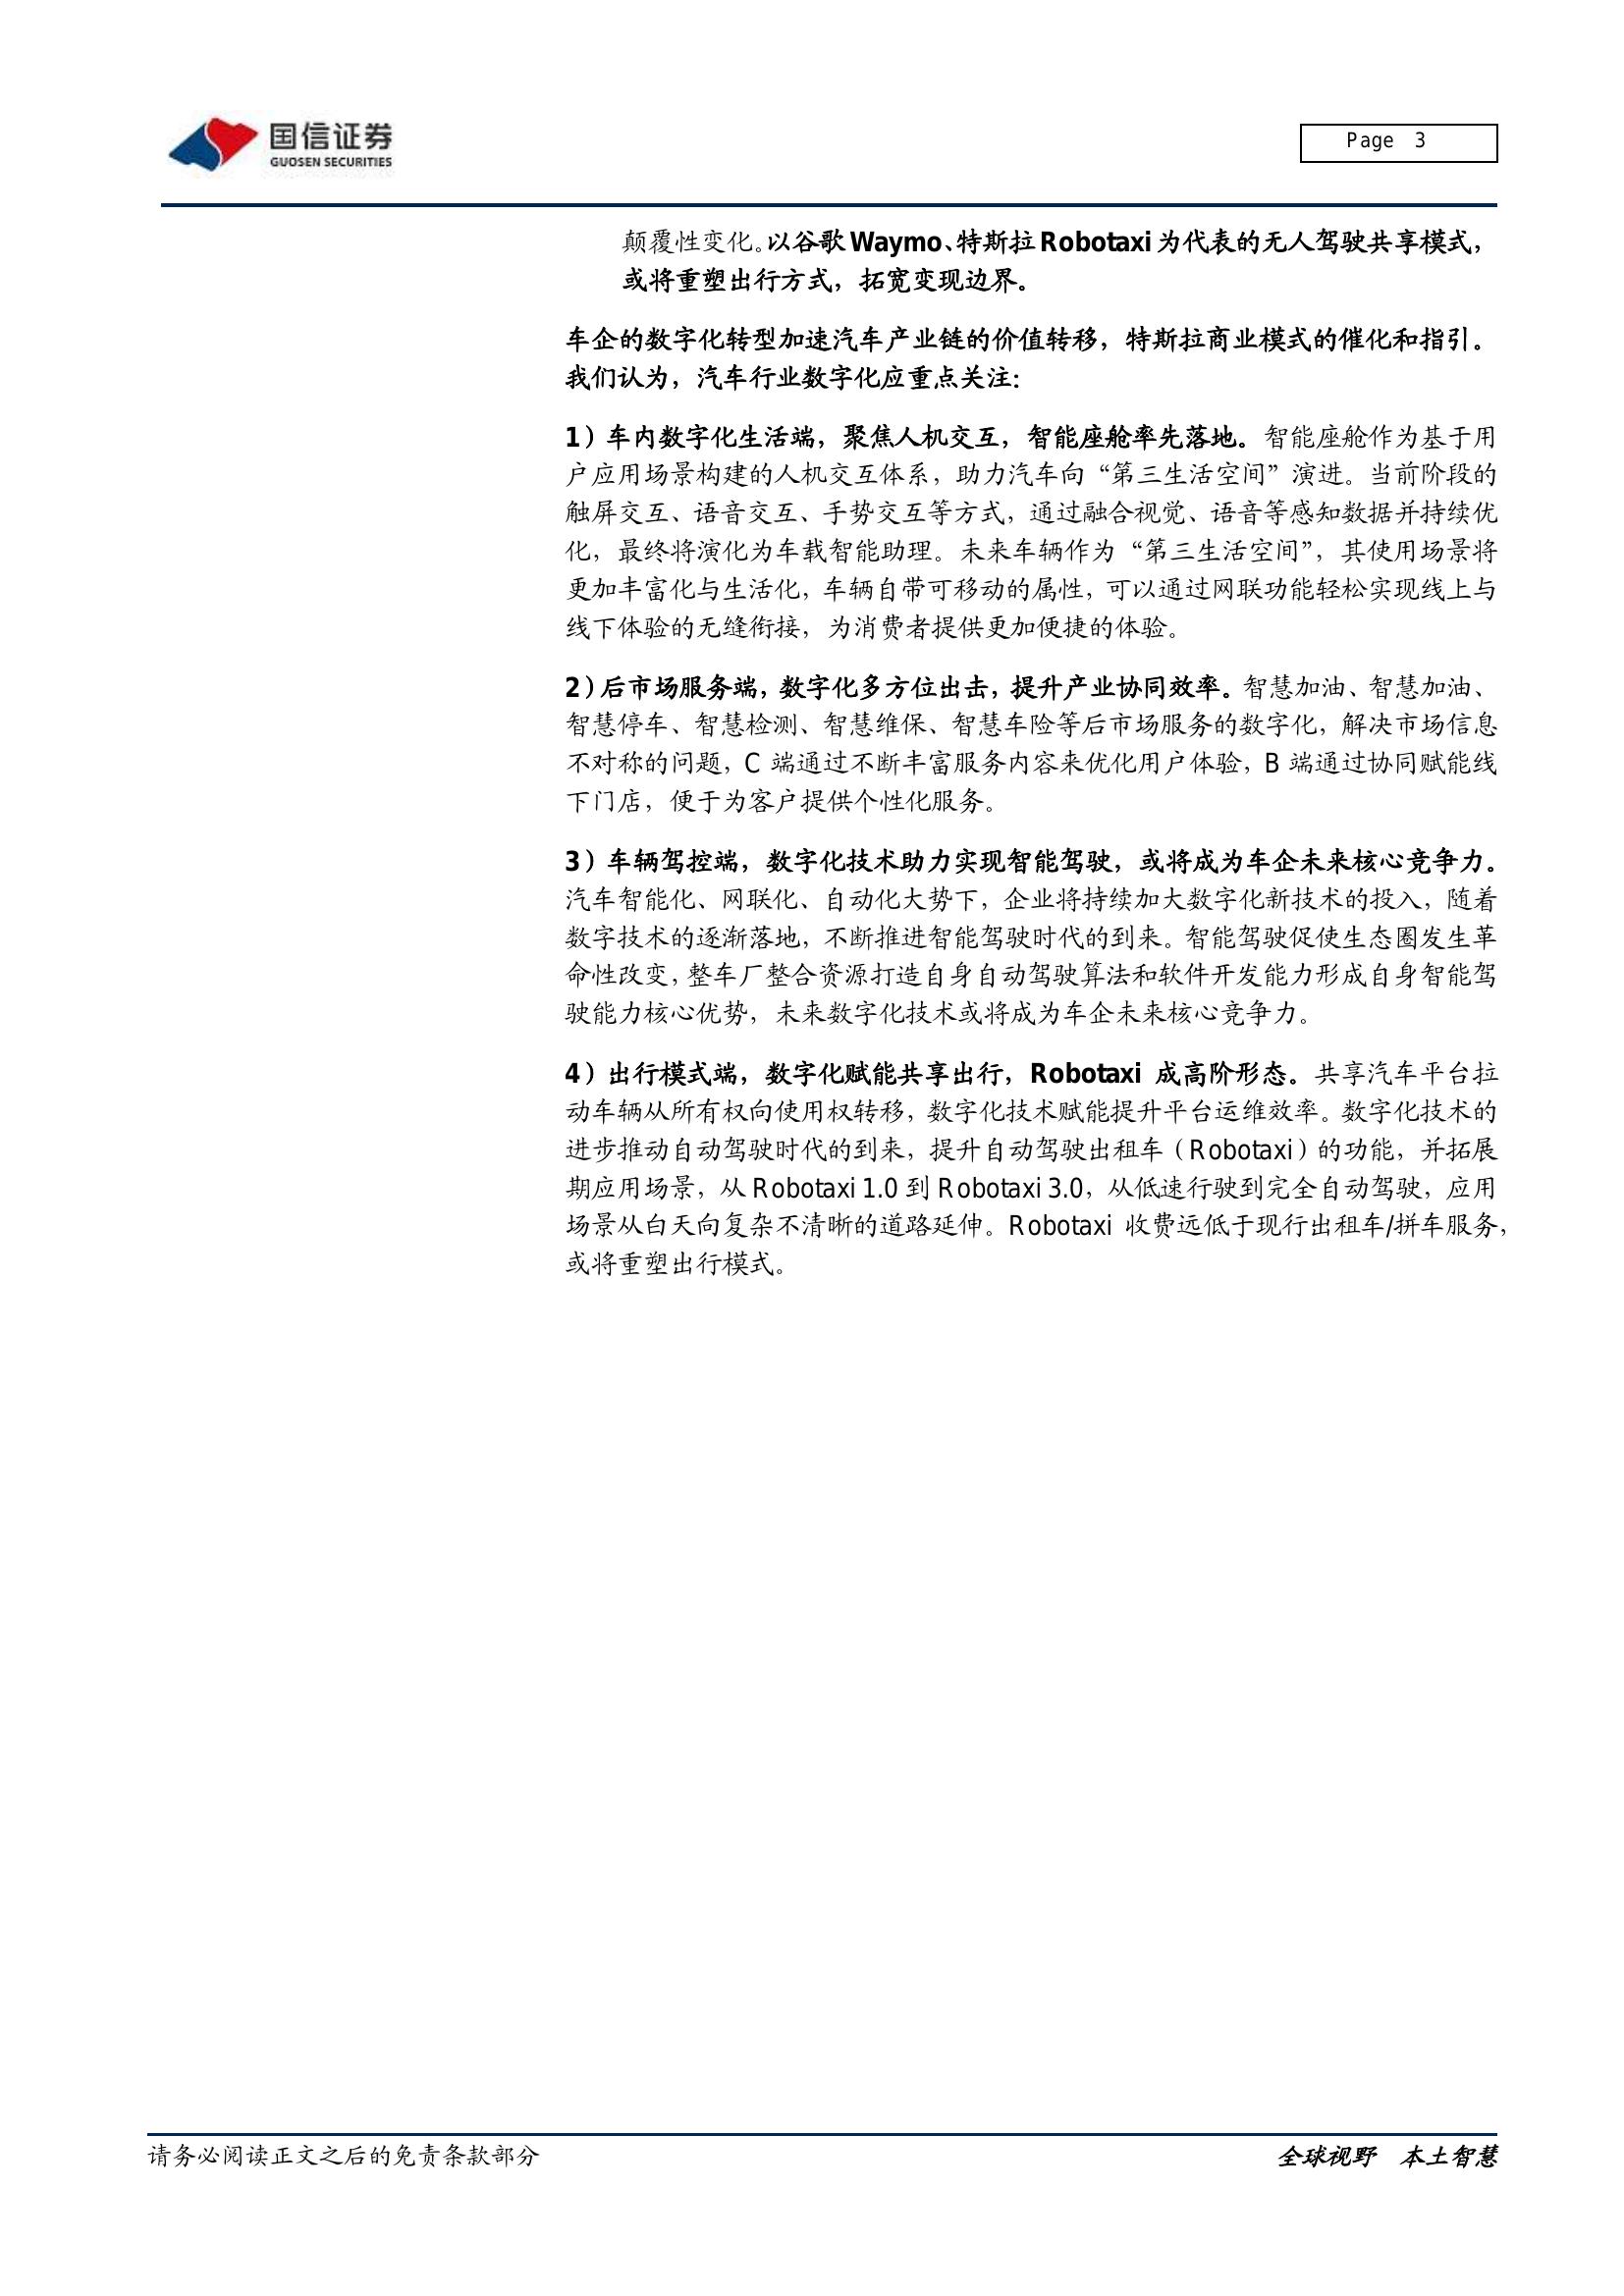 国信证券
GUOSEN SECURITIES
Page 3
颠覆性变化。以谷歌 Waymo、特斯拉 Robotaxi 为代表的无人驾驶共享模式，
或将重塑出行方式，拓宽变现边界。
车企的数字化转型加速汽车产业链的价值转移，特斯拉商业模式的催化和指引。
我们认为，汽车行业数字化应重点关注：
1）车内数字化生活端，聚焦人机交互，智能座舱率先落地。智能座舱作为基于用
户应用场景构建的人机交互体系，助力汽车向“第三生活空间”演进。当前阶段的
触屏交互、语音交互、手势交互等方式，通过融合视觉、语音等感知数据并持续优
化，最终将演化为车载智能助理。未来车辆作为“第三生活空间”，其使用场景将
更加丰富化与生活化，车辆自带可移动的属性，可以通过网联功能轻松实现线上与
线下体验的无缝衔接，为消费者提供更加便捷的体验。
2）后市场服务端，数字化多方位出击，提升产业协同效率。智慧加油、智慧加油、
智慧停车、智慧检测、智慧维保、智慧车险等后市场服务的数字化，解决市场信息
不对称的问题，C 端通过不断丰富服务内容来优化用户体验，B 端通过协同赋能线
下门店，便于为客户提供个性化服务。
3）车辆驾控端，数字化技术助力实现智能驾驶，或将成为车企未来核心竞争力。
汽车智能化、网联化、自动化大势下，企业将持续加大数字化新技术的投入，随着
数字技术的逐渐落地，不断推进智能驾驶时代的到来。智能驾驶促使生态圈发生革
命性改变，整车厂整合资源打造自身自动驾驶算法和软件开发能力形成自身智能驾
驶能力核心优势，未来数字化技术或将成为车企未来核心竞争力。
4）出行模式端，数字化赋能共享出行，Robotaxi 成高阶形态。共享汽车平台拉
动车辆从所有权向使用权转移，数字化技术赋能提升平台运维效率。数字化技术的
进步推动自动驾驶时代的到来，提升自动驾驶出租车（Robotaxi）的功能，并拓展
期应用场景，从 Robotaxi 1.0 到 Robotaxi 3.0，从低速行驶到完全自动驾驶，应用
场景从白天向复杂不清晰的道路延伸。Robotaxi 收费远低于现行出租车/拼车服务，
或将重塑出行模式。
请务必阅读正文之后的免责条款部分
全球视野 本土智慧